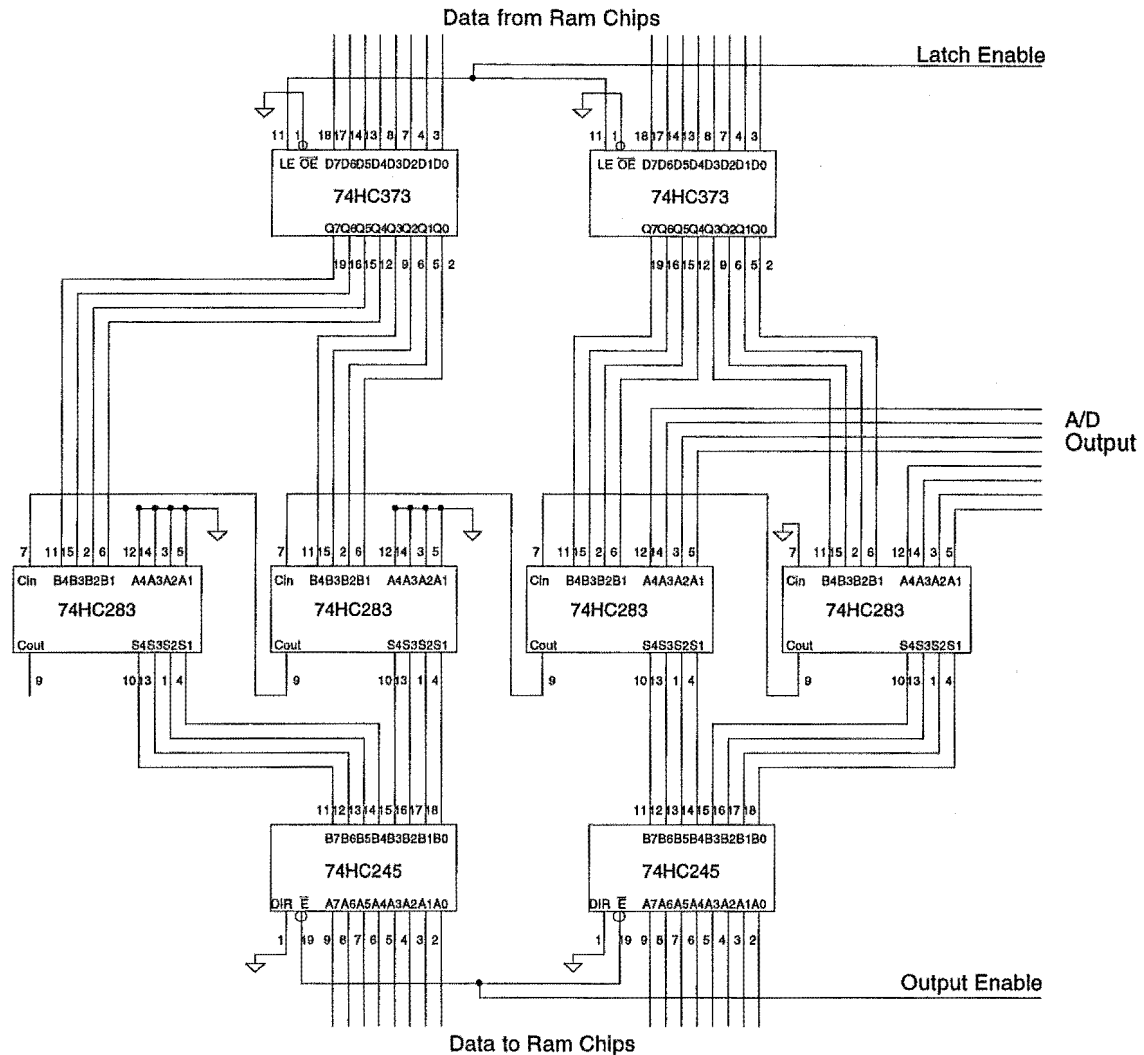 Data from Ram Chips
Latch Enable
11 1 18 17 14 13 8 7 4 3
11 1 18 17 14 13 8 7 4 3
LE OE D7D6D5D4D3D2D1D0
LE OE D7D6D5D4D3D2D1D0
74HC373
74HC373
Q7Q6Q5Q4Q3Q2Q1Q0
Q7Q6Q5Q4Q3Q2Q1Q0
19 16 15 12 9 6 5 2
19 16 15 12 9 6 5 2
A/D
Output
7 11 15 2 6 12 14 3 5
7 11 15 2 6 12 14 3 5
7 11 15 2 6 12 14 3 5
7 11 15 2 6 12 14 3 5
Cin B4B3B2B1 A4A3A2A1
Cin B4B3B2B1 A4A3A2A1
Cin B4B3B2B1 A4A3A2A1
Cin B4B3B2B1 A4A3A2A1
74HC283
74HC283
74HC283
74HC283
Cout S4S3S2S1
Cout S4S3S2S1
Cout S4S3S2S1
Cout S4S3S2S1
9 10 13 1 4
9 10 13 1 4
9 10 13 1 4
9 10 13 1 4
11 12 13 14 15 16 17 18
11 12 13 14 15 16 17 18
B7B6B5B4B3B2B1B0
B7B6B5B4B3B2B1B0
74HC245
74HC245
DIR E A7A6A5A4A3A2A1A0
DIR E A7A6A5A4A3A2A1A0
1 19 9 8 7 6 5 4 3 2
1 19 9 8 7 6 5 4 3 2
Output Enable
Data to Ram Chips